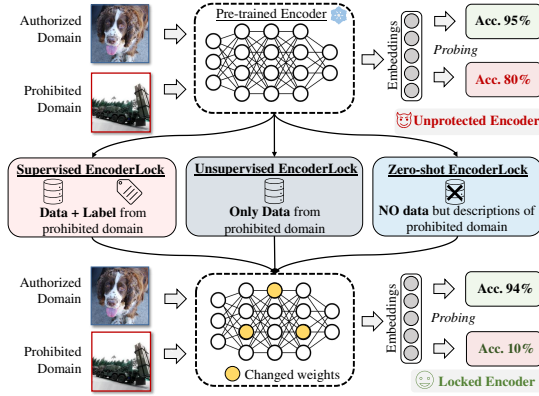 Authorized
Domain
Pre-trained Encoder
Embeddings
Acc. 95%
Probing
Prohibited
Domain
Acc. 80%
Unprotected Encoder
Supervised EncoderLock
Data + Label from
prohibited domain
Unsupervised EncoderLock
Only Data from
prohibited domain
Zero-shot EncoderLock
NO data but descriptions of
prohibited domain
Authorized
Domain
Embeddings
Acc. 94%
Probing
Prohibited
Domain
Acc. 10%
Changed weights
Locked Encoder